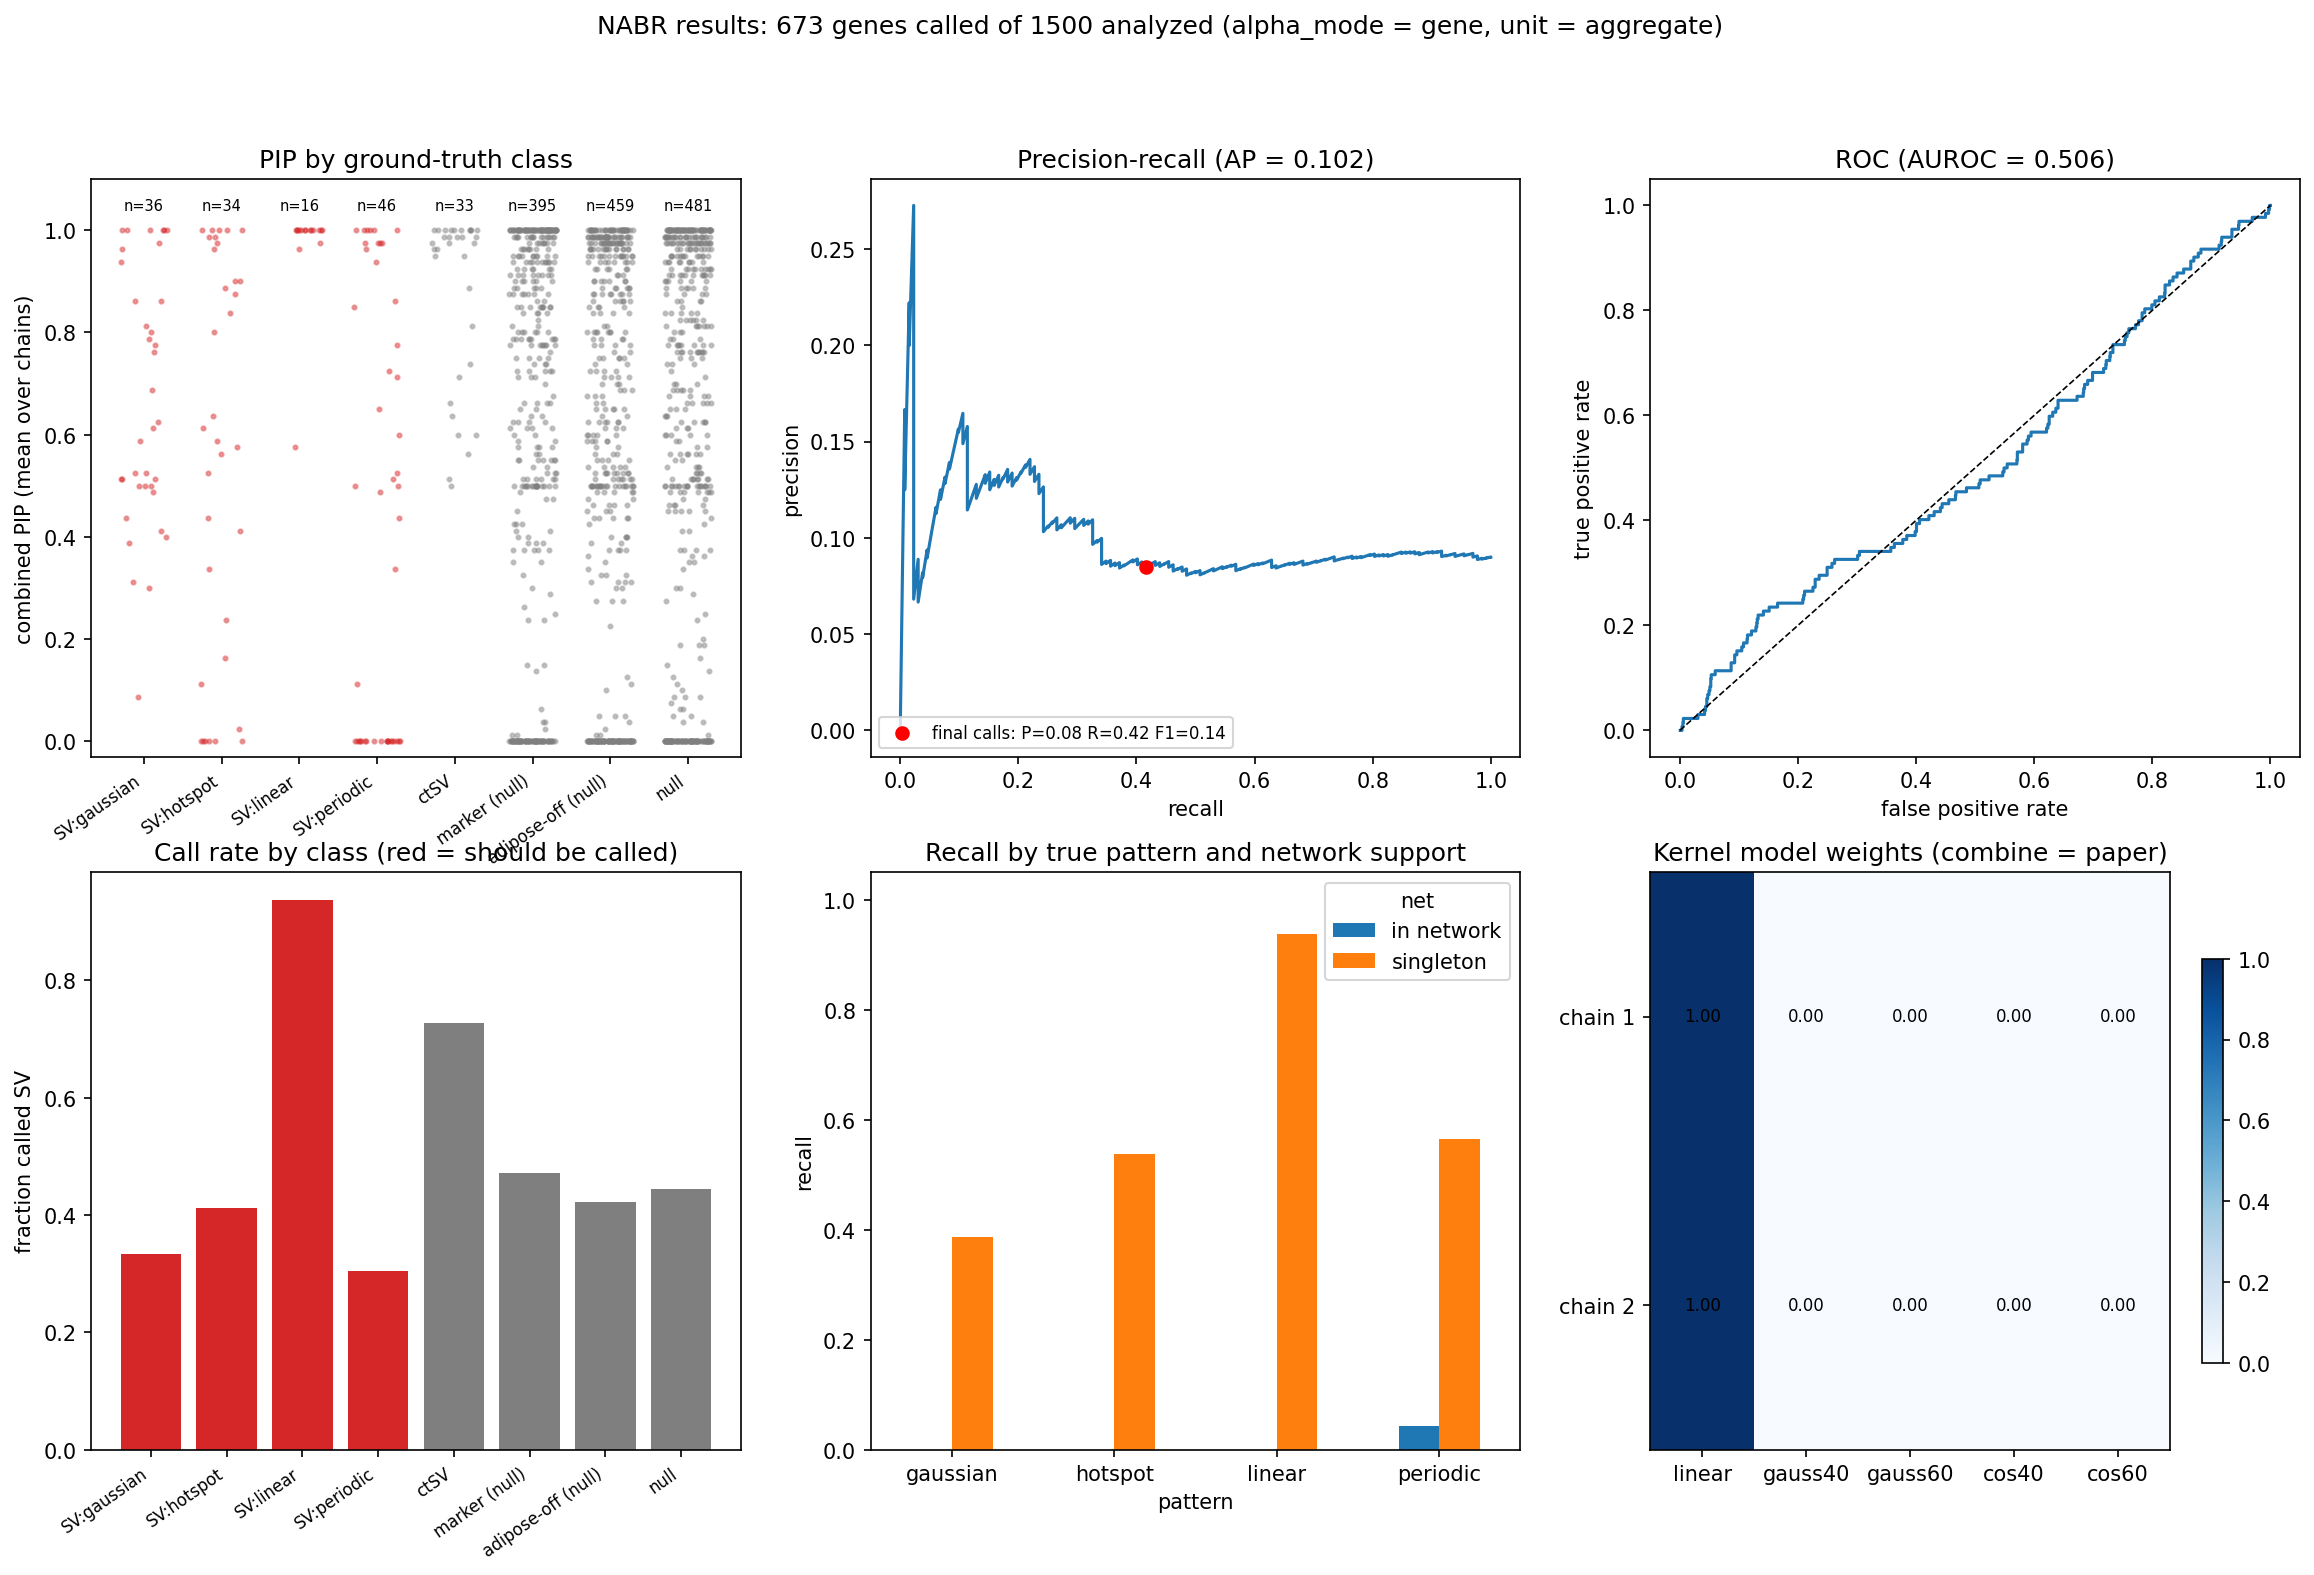 NABR results: 673 genes called of 1500 analyzed (alpha_mode = gene, unit = aggregate)
PIP by ground-truth class
n=36 n=34 n=16 n=46 n=33 n=395 n=459 n=481
combined PIP (mean over chains)
1.0
0.8
0.6
0.4
0.2
0.0
SV:gaussian
SV:hotspot
SV:linear
SV:periodic
ctSV
marker (null)
adipose-off (null)
null
Precision-recall (AP = 0.102)
precision
0.25
0.20
0.15
0.10
0.05
0.00
final calls: P=0.08 R=0.42 F1=0.14
0.0 0.2 0.4 0.6 0.8 1.0
recall
ROC (AUROC = 0.506)
true positive rate
1.0
0.8
0.6
0.4
0.2
0.0
0.0 0.2 0.4 0.6 0.8 1.0
false positive rate
Call rate by class (red = should be called)
fraction called SV
0.8
0.6
0.4
0.2
0.0
SV:gaussian
SV:hotspot
SV:linear
SV:periodic
ctSV
marker (null)
adipose-off (null)
null
Recall by true pattern and network support
recall
1.0
0.8
0.6
0.4
0.2
0.0
net
in network
singleton
gaussian hotspot linear periodic
pattern
Kernel model weights (combine = paper)
chain 1 1.00 0.00 0.00 0.00 0.00
chain 2 1.00 0.00 0.00 0.00 0.00
linear gauss40 gauss60 cos40 cos60
1.0
0.8
0.6
0.4
0.2
0.0